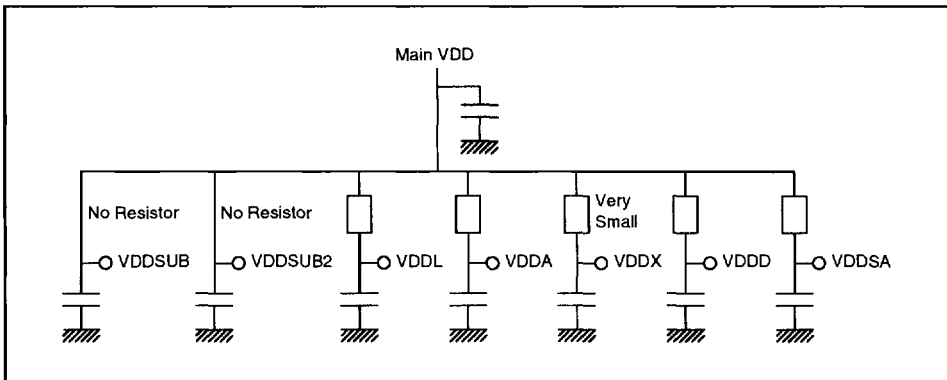 Main VDD
No Resistor
No Resistor
Very
Small
VDDSUB
VDDSUB2
VDDL
VDDA
VDDX
VDDD
VDDSA